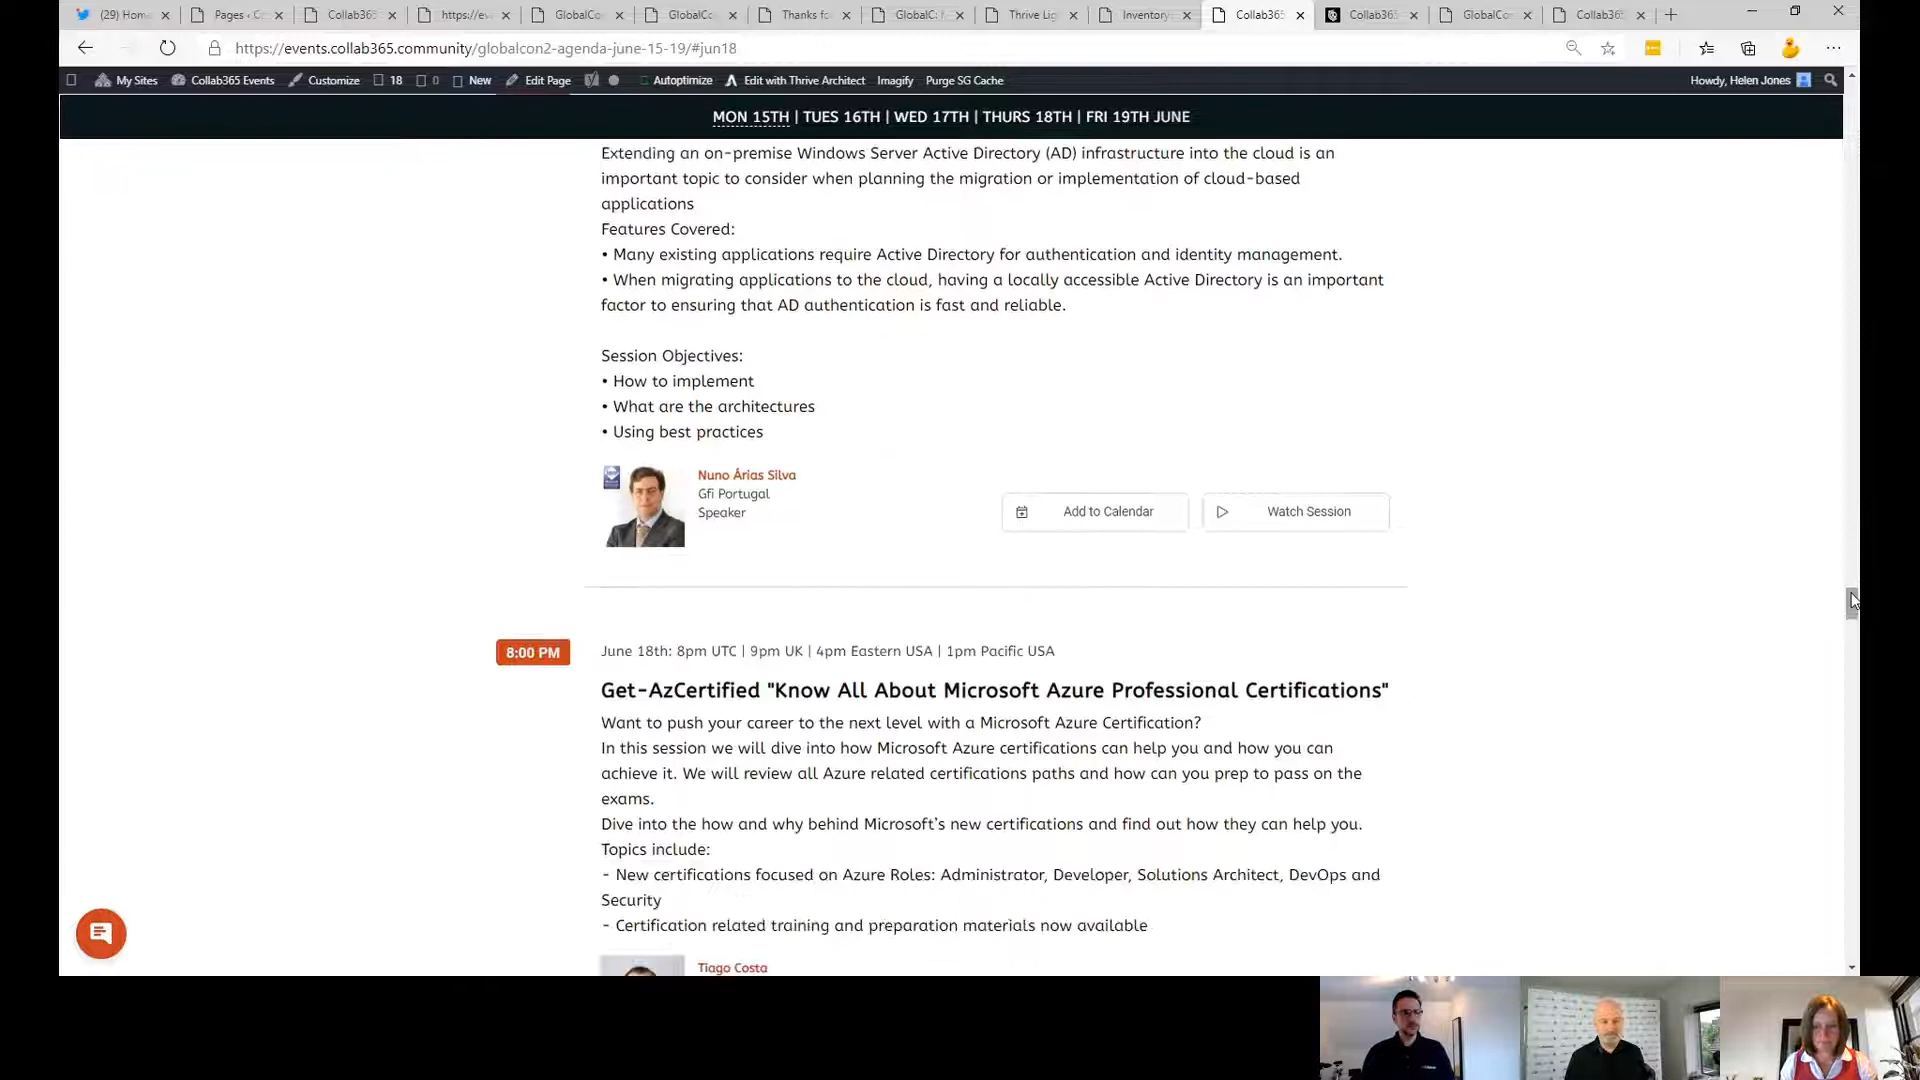 (29) Hom
Pages ‹ C
Collab365
https://ev
GlobalCo
GlobalCo
Thanks fo
GlobalC
Thrive Lig
Inventory
Collab365
Collab365
GlobalCo
Collab365
https://events.collab365.community/globalcon2-agenda-june-15-19/#jun18
My Sites Collab365 Events Customize 18 0 New Edit Page Autoptimize Edit with Thrive Architect Imagify Purge SG Cache Howdy, Helen Jones
MON 15TH | TUES 16TH | WED 17TH | THURS 18TH | FRI 19TH JUNE
Extending an on-premise Windows Server Active Directory (AD) infrastructure into the cloud is an
important topic to consider when planning the migration or implementation of cloud-based
applications
Features Covered:
• Many existing applications require Active Directory for authentication and identity management.
• When migrating applications to the cloud, having a locally accessible Active Directory is an important
factor to ensuring that AD authentication is fast and reliable.
Session Objectives:
• How to implement
• What are the architectures
• Using best practices
Nuno Árias Silva
Gfi Portugal
Speaker
Add to Calendar
Watch Session
8:00 PM
June 18th: 8pm UTC | 9pm UK | 4pm Eastern USA | 1pm Pacific USA
Get-AzCertified "Know All About Microsoft Azure Professional Certifications"
Want to push your career to the next level with a Microsoft Azure Certification?
In this session we will dive into how Microsoft Azure certifications can help you and how you can
achieve it. We will review all Azure related certifications paths and how can you prep to pass on the
exams.
Dive into the how and why behind Microsoft's new certifications and find out how they can help you.
Topics include:
- New certifications focused on Azure Roles: Administrator, Developer, Solutions Architect, DevOps and
Security
- Certification related training and preparation materials now available
Tiago Costa